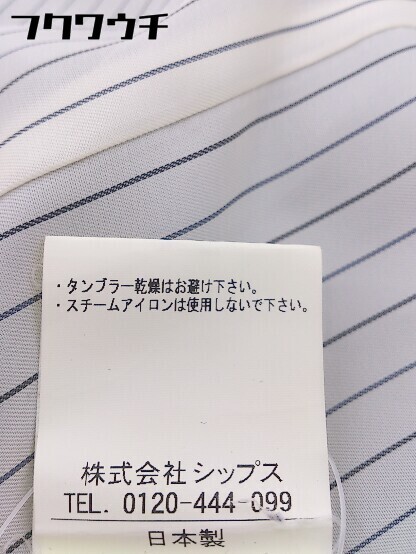 フクワウチ
・タンブラー乾燥はお避け下さい。
・スチームアイロンは使用しないで下さい。
株式会社 シップス
TEL. 0120-444-099
日本製